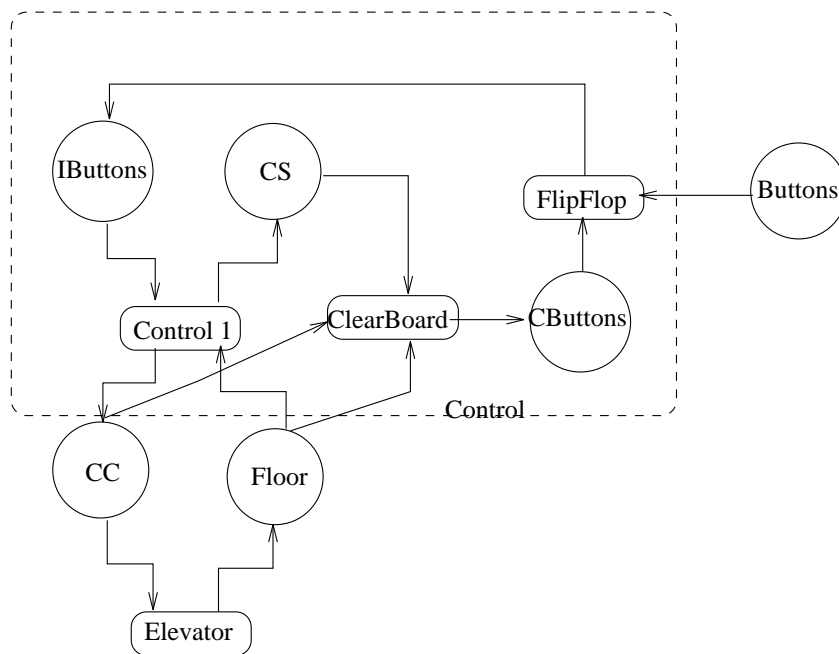 IButtons
CS
FlipFlop
Buttons
Control 1
ClearBoard
CButtons
Control
CC
Floor
Elevator